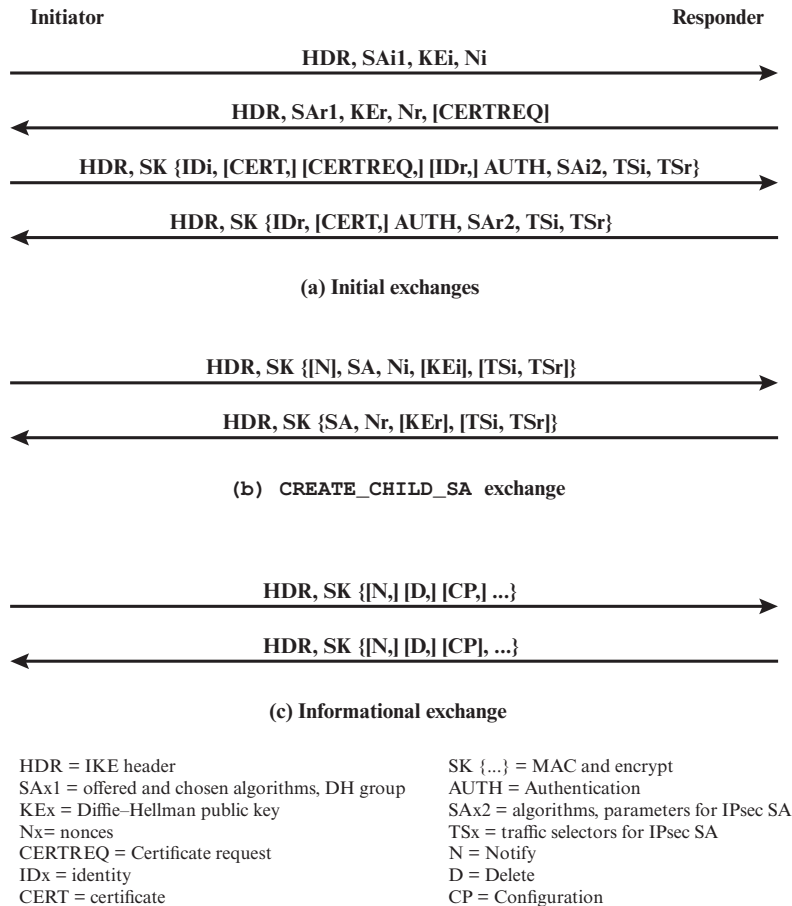 Initiator Responder
HDR, SAi1, KEi, Ni
HDR, SAr1, KEr, Nr, [CERTREQ]
HDR, SK {IDi, [CERT,] [CERTREQ,] [IDr,] AUTH, SAi2, TSi, TSr}
HDR, SK {IDr, [CERT,] AUTH, SAr2, TSi, TSr}
(a) Initial exchanges
HDR, SK {[N], SA, Ni, [KEi], [TSi, TSr]}
HDR, SK {SA, Nr, [KEr], [TSi, TSr]}
(b) CREATE_CHILD_SA exchange
HDR, SK {[N,] [D,] [CP,] ...}
HDR, SK {[N,] [D,] [CP], ...}
(c) Informational exchange
HDR = IKE header
SAx1 = offered and chosen algorithms, DH group
KEx = Diffie–Hellman public key
Nx= nonces
CERTREQ = Certificate request
IDx = identity
CERT = certificate
SK {...} = MAC and encrypt
AUTH = Authentication
SAx2 = algorithms, parameters for IPsec SA
TSx = traffic selectors for IPsec SA
N = Notify
D = Delete
CP = Configuration